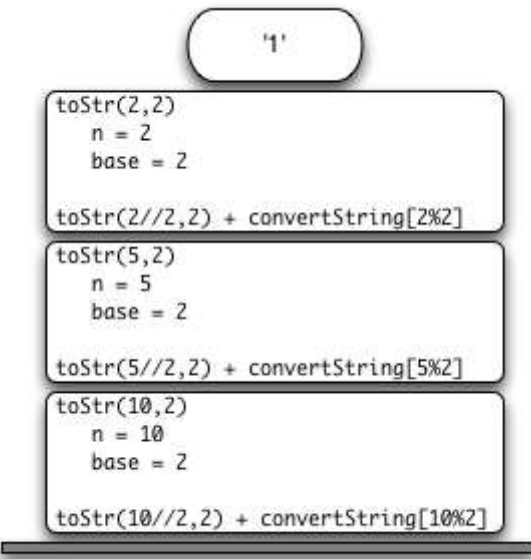 '1'
toStr(2,2)
n = 2
base = 2
toStr(2//2,2) + convertString[2%2]
toStr(5,2)
n = 5
base = 2
toStr(5//2,2) + convertString[5%2]
toStr(10,2)
n = 10
base = 2
toStr(10//2,2) + convertString[10%2]